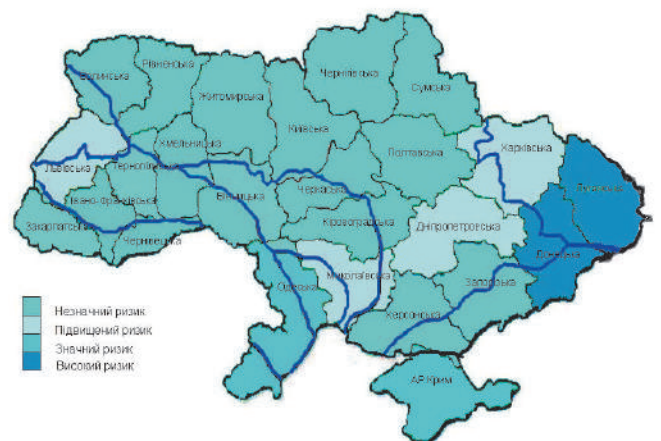 Рівненська
Чернігівська
Волинська
Житомирська
Сумська
Київська
Хмельницька
Полтавська
Харківська
Львівська
Тернопільська
Луганська
Івано-Франківська
Вінницька
Черкаська
Кіровоградська
Дніпропетровська
Закарпатська
Чернівецька
Донецька
Миколаївська
Запорізька
Одеська
Херсонська
АР Крим
Незначний ризик
Підвищений ризик
Значний ризик
Високий ризик